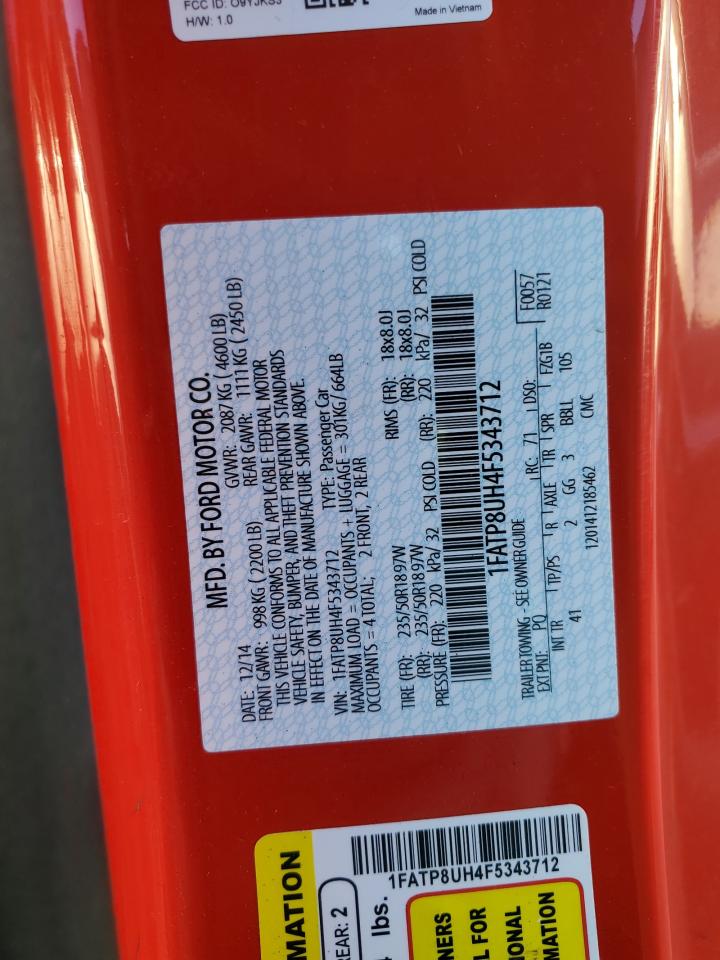 FCC ID: O9YJKS3
H/W: 1.0
Made in Vietnam
MFD. BY FORD MOTOR CO.
DATE: 12/14 GVWR: 2087 KG ( 4600 LB)
FRONT GAWR: 998 KG ( 2200 LB) REAR GAWR: 1111 KG ( 2450 LB)
THIS VEHICLE CONFORMS TO ALL APPLICABLE FEDERAL MOTOR
VEHICLE SAFETY, BUMPER, AND THEFT PREVENTION STANDARDS
IN EFFECT ON THE DATE OF MANUFACTURE SHOWN ABOVE.
VIN: 1FATP8UH4F5343712 TYPE: Passenger Car
MAXIMUM LOAD = OCCUPANTS + LUGGAGE = 301KG/ 664LB
OCCUPANTS = 4 TOTAL; 2 FRONT, 2 REAR
TIRE (FR): 235/50R1897W RIMS (FR): 18x8.0J
(RR): 235/50R1897W (RR): 18x8.0J
PRESSURE (FR): 220 kPa/ 32 PSI COLD (RR): 220 kPa/ 32 PSI COLD
1FATP8UH4F5343712
TRAILER TOWING - SEE OWNER GUIDE
EXT PNT: PQ RC: 71 DSO: F0057
INT TR TP/PS R AXLE TR SPR FZG1B R0121
41 2 GG 3 BBLL 105
1201412185462 CMC
1FATP8UH4F5343712
MATION
REAR: 2
lbs.
NERS
L FOR
IONAL
MATION